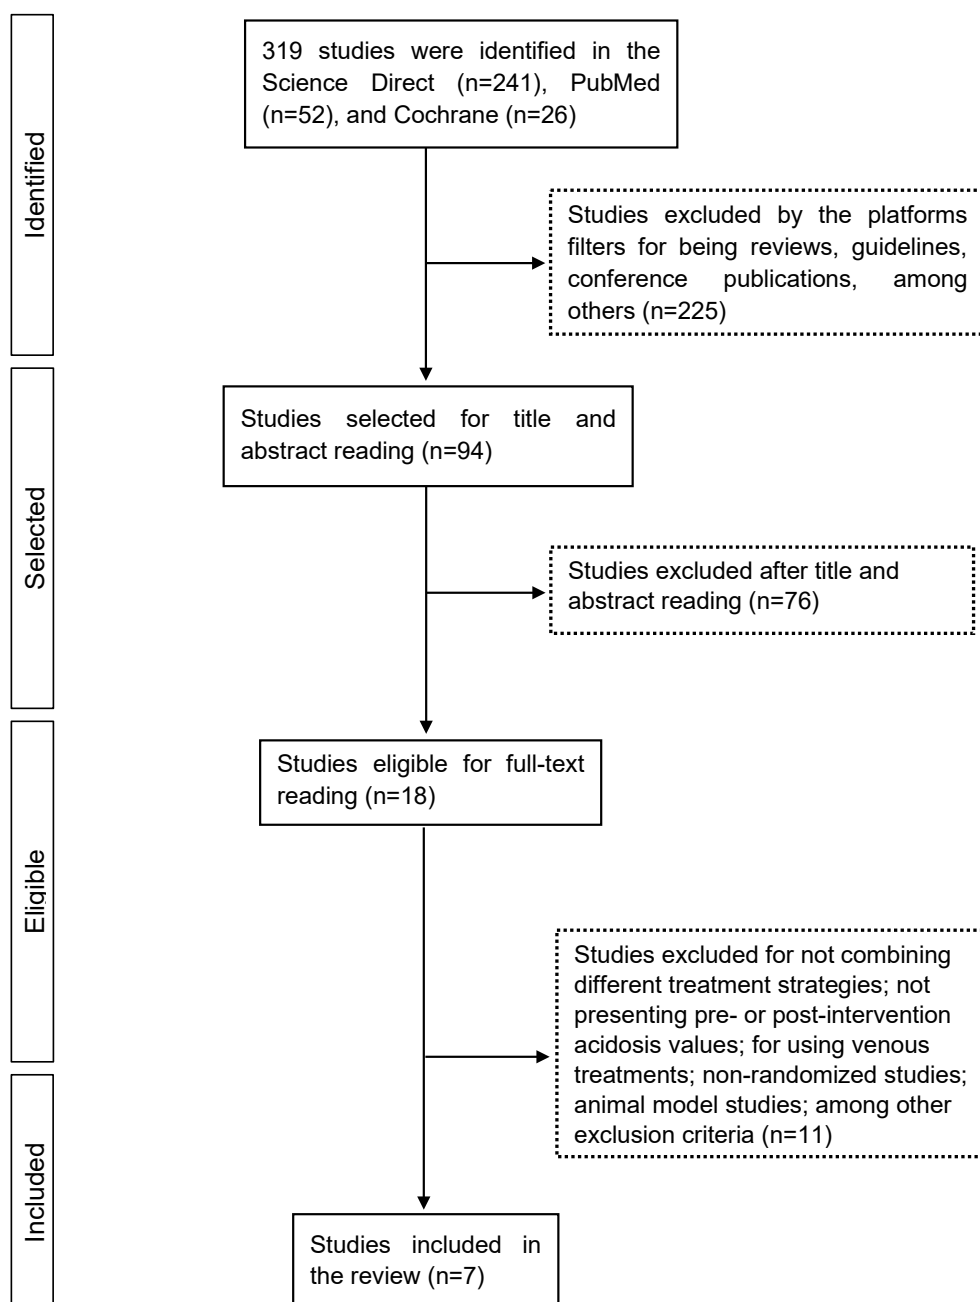 Identified
319 studies were identified in the
Science Direct (n=241), PubMed
(n=52), and Cochrane (n=26)
Studies excluded by the platforms
filters for being reviews, guidelines,
conference publications, among
others (n=225)
Selected
Studies selected for title and
abstract reading (n=94)
Studies excluded after title and
abstract reading (n=76)
Eligible
Studies eligible for full-text
reading (n=18)
Studies excluded for not combining
different treatment strategies; not
presenting pre- or post-intervention
acidosis values; for using venous
treatments; non-randomized studies;
animal model studies; among other
exclusion criteria (n=11)
Included
Studies included in
the review (n=7)